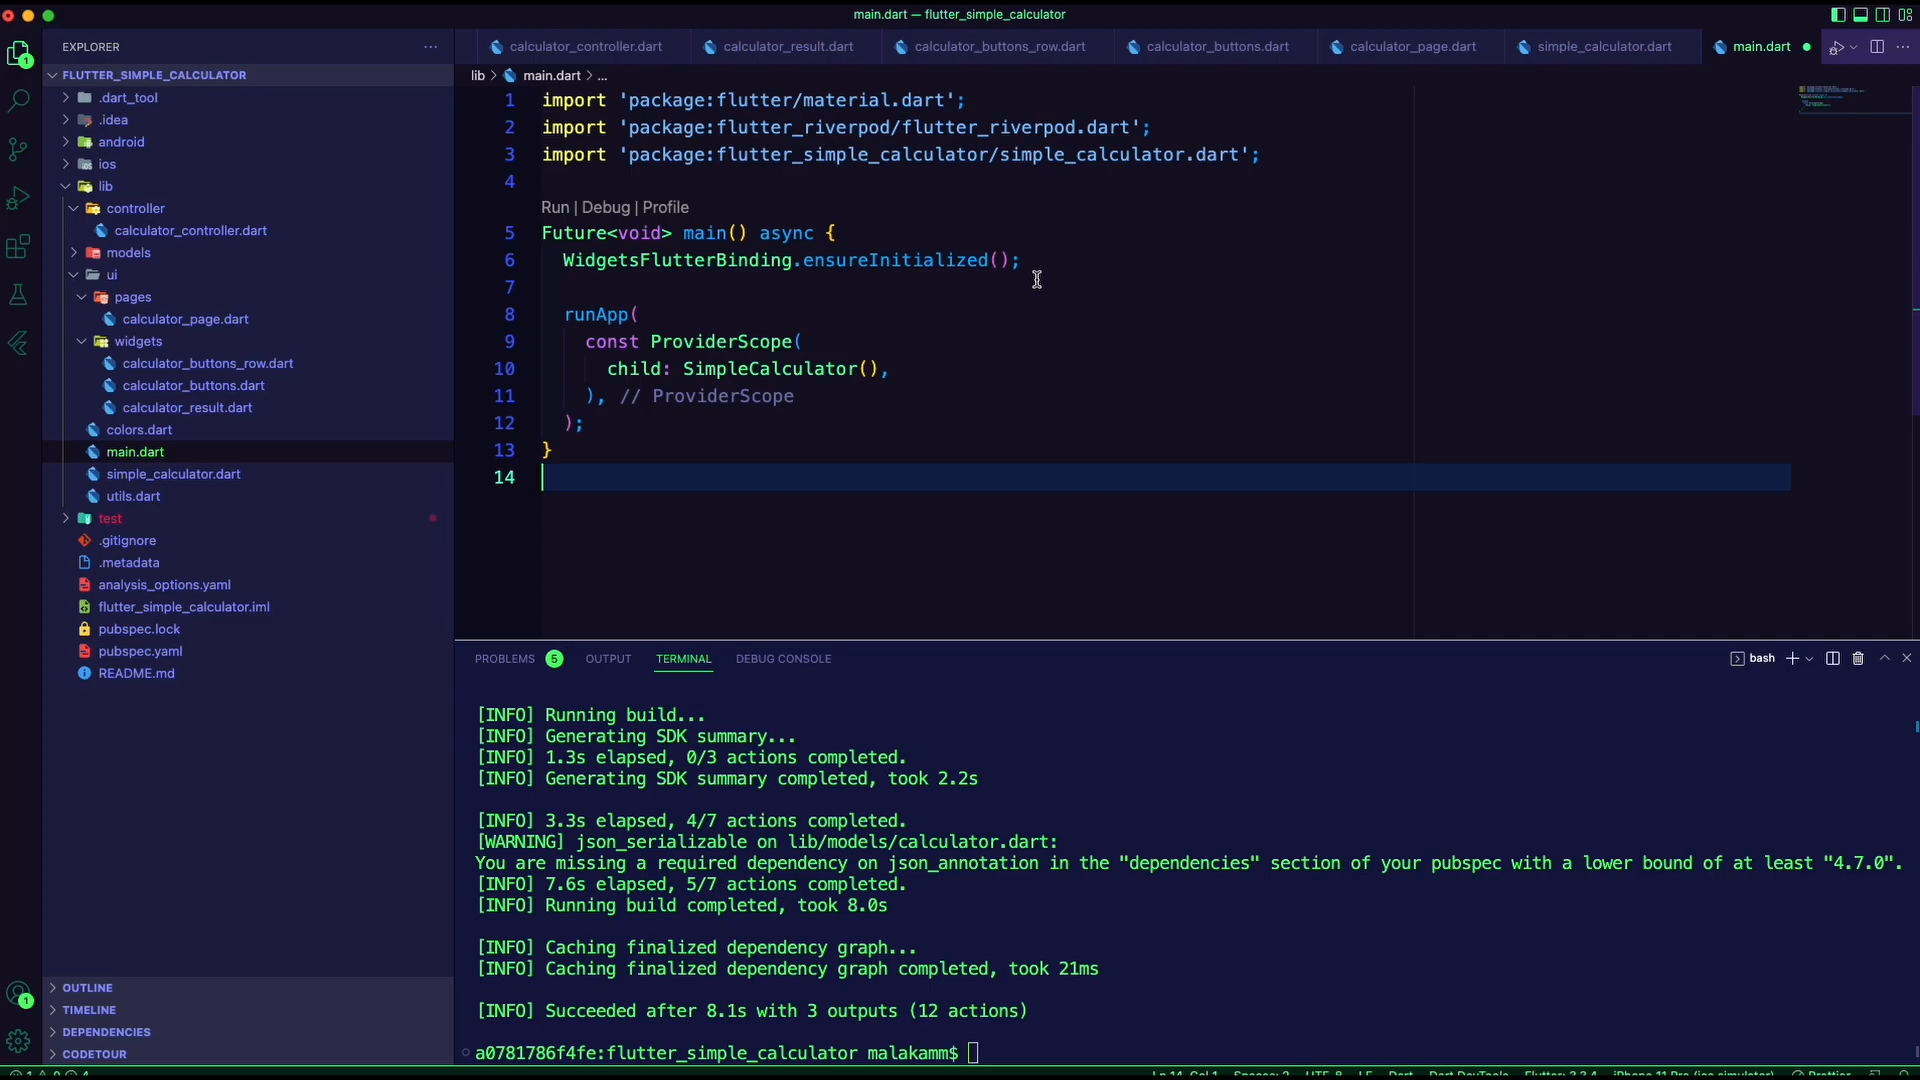 main.dart — flutter_simple_calculator
EXPLORER
calculator_controller.dart
calculator_result.dart
calculator_buttons_row.dart
calculator_buttons.dart
calculator_page.dart
simple_calculator.dart
main.dart
1
FLUTTER_SIMPLE_CALCULATOR
.dart_tool
.idea
android
ios
lib
controller
calculator_controller.dart
models
ui
pages
calculator_page.dart
widgets
calculator_buttons_row.dart
calculator_buttons.dart
calculator_result.dart
colors.dart
main.dart
simple_calculator.dart
utils.dart
test
.gitignore
.metadata
analysis_options.yaml
flutter_simple_calculator.iml
pubspec.lock
pubspec.yaml
README.md
OUTLINE
TIMELINE
DEPENDENCIES
CODETOUR
1
lib > main.dart > ...
1 import 'package:flutter/material.dart';
2 import 'package:flutter_riverpod/flutter_riverpod.dart';
3 import 'package:flutter_simple_calculator/simple_calculator.dart';
4
Run | Debug | Profile
5 Future<void> main() async {
6 WidgetsFlutterBinding.ensureInitialized();
7
8 runApp(
9 const ProviderScope(
10 child: SimpleCalculator(),
11 ), // ProviderScope
12 );
13 }
14
PROBLEMS 5 OUTPUT TERMINAL DEBUG CONSOLE
bash
[INFO] Running build...
[INFO] Generating SDK summary...
[INFO] 1.3s elapsed, 0/3 actions completed.
[INFO] Generating SDK summary completed, took 2.2s
[INFO] 3.3s elapsed, 4/7 actions completed.
[WARNING] json_serializable on lib/models/calculator.dart:
You are missing a required dependency on json_annotation in the "dependencies" section of your pubspec with a lower bound of at least "4.7.0".
[INFO] 7.6s elapsed, 5/7 actions completed.
[INFO] Running build completed, took 8.0s
[INFO] Caching finalized dependency graph...
[INFO] Caching finalized dependency graph completed, took 21ms
[INFO] Succeeded after 8.1s with 3 outputs (12 actions)
a0781786f4fe:flutter_simple_calculator malakamm$